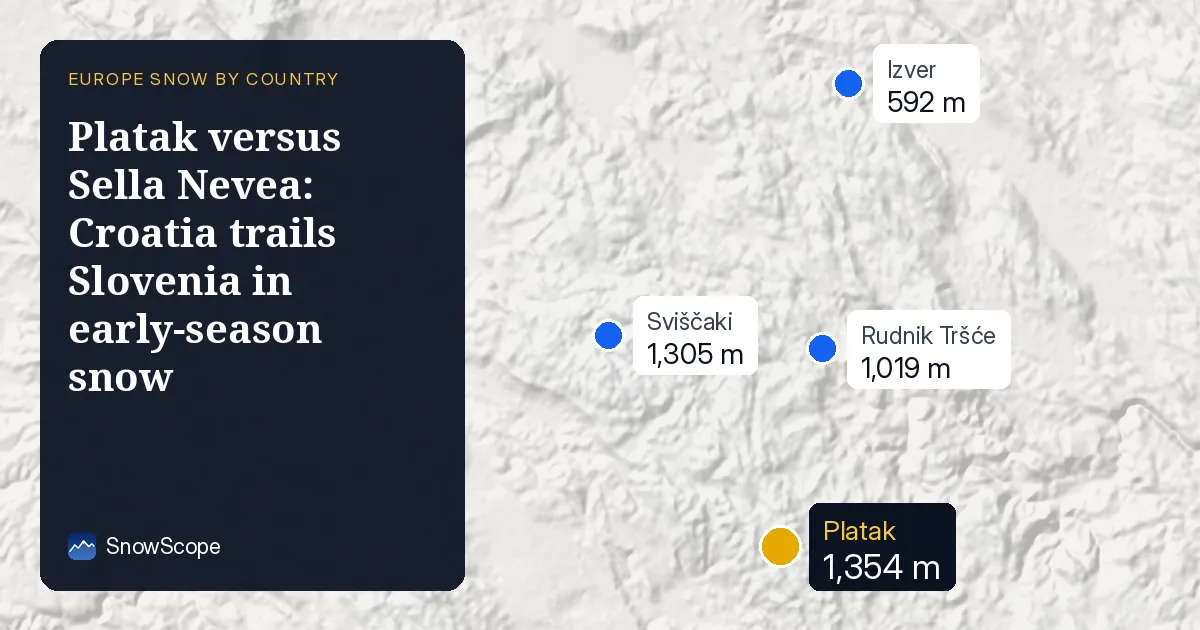 EUROPE SNOW BY COUNTRY
Platak versus
Sella Nevea:
Croatia trails
Slovenia in
early-season
snow
SnowScope
Izver
592 m
Sviščaki
1,305 m
Rudnik Tršće
1,019 m
Platak
1,354 m